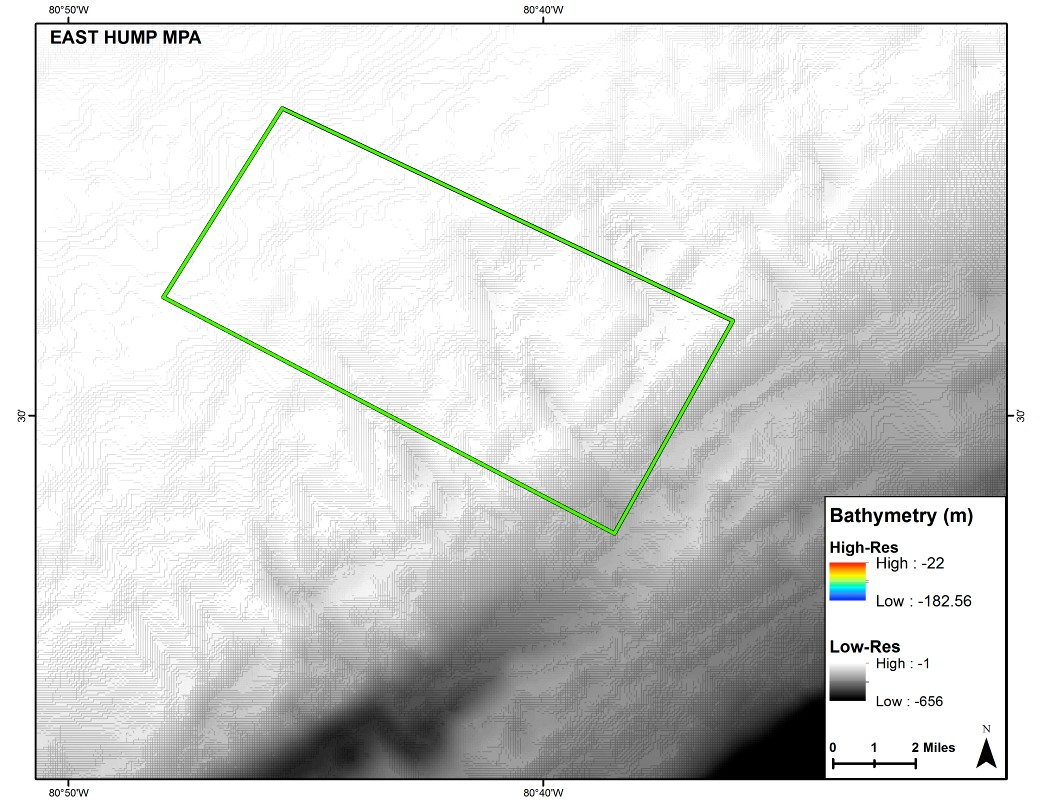 80°50'W 80°40'W
EAST HUMP MPA
30' 30'
Bathymetry (m)
High-Res
High : -22
Low : -182.56
Low-Res
High : -1
Low : -656
N
0 1 2 Miles
80°50'W 80°40'W